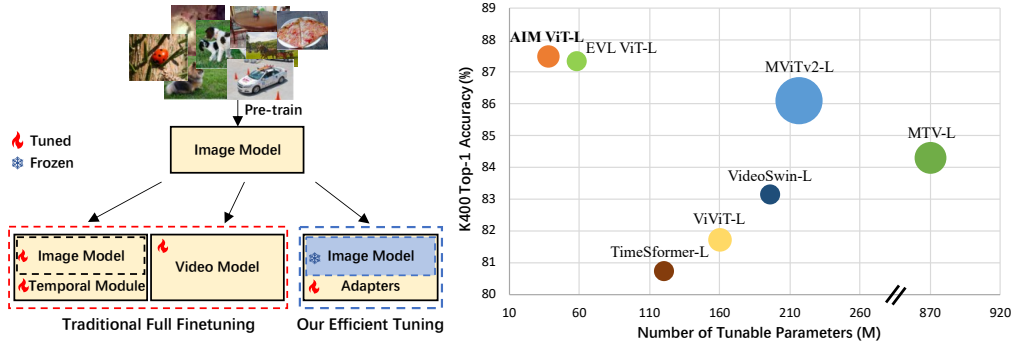 Pre-train
Tuned
Frozen
Image Model
Image Model
Temporal Module
Video Model
Image Model
Adapters
Traditional Full Finetuning
Our Efficient Tuning
K400 Top-1 Accuracy (%)
89
88
87
86
85
84
83
82
81
80
AIM ViT-L
EVL ViT-L
MViTv2-L
MTV-L
VideoSwin-L
ViViT-L
TimeSformer-L
10 60 110 160 210 260 870 920
Number of Tunable Parameters (M)